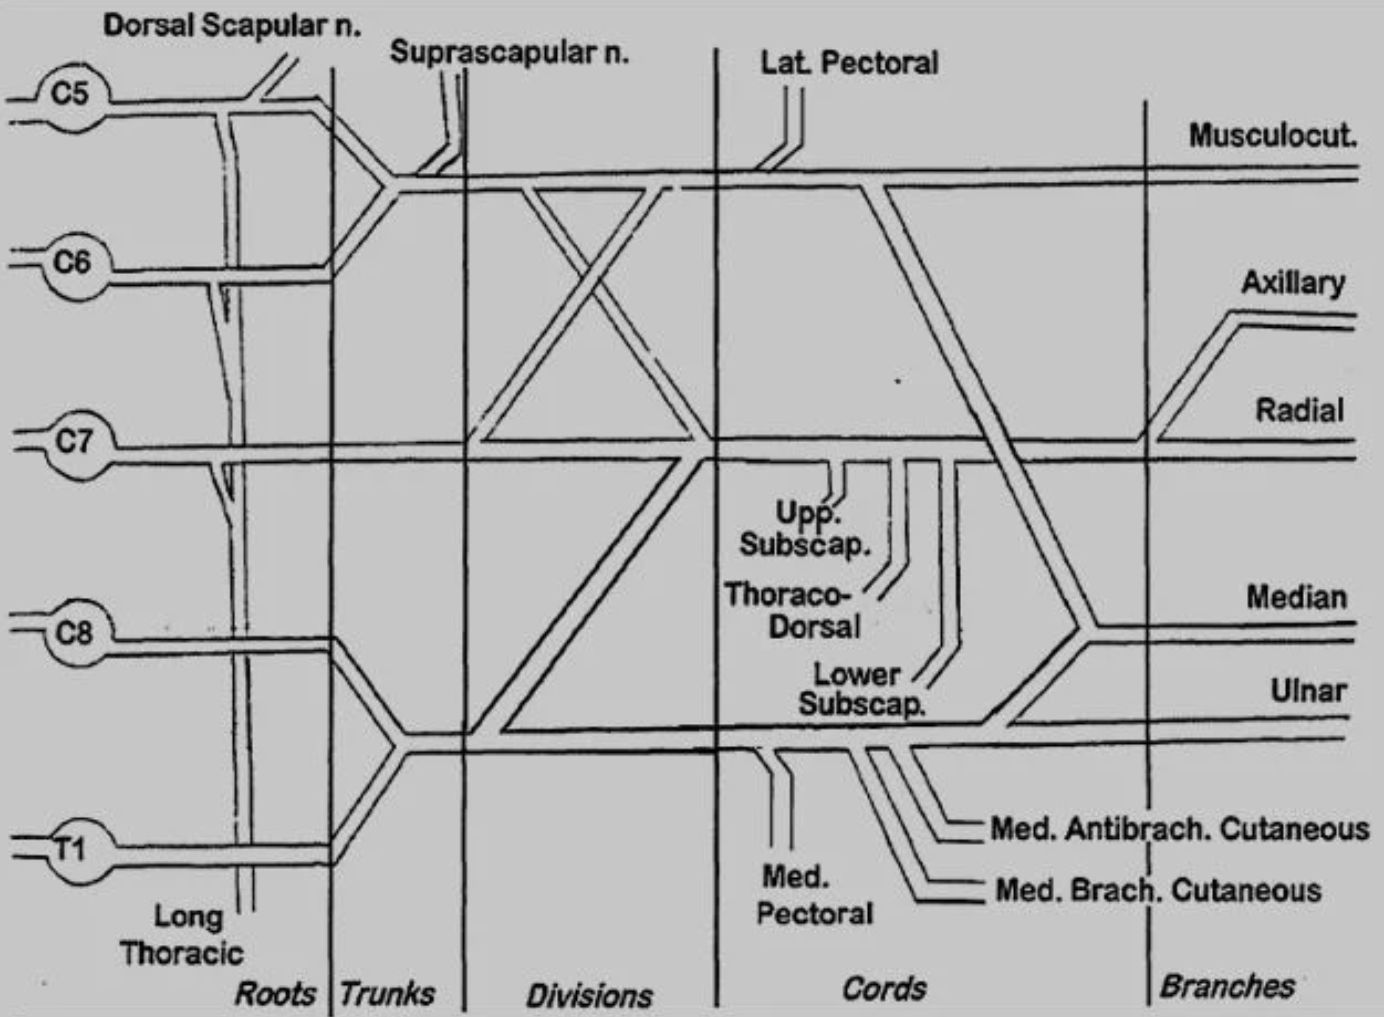 Dorsal Scapular n.
Suprascapular n.
Lat. Pectoral
C5
Musculocut.
C6
Axillary
C7
Radial
Upp.
Subscap.
Thoraco-
Dorsal
Median
C8
Lower
Subscap.
Ulnar
T1
Med. Antibrach. Cutaneous
Med.
Pectoral
Med. Brach. Cutaneous
Long
Thoracic
Roots
Trunks
Divisions
Cords
Branches